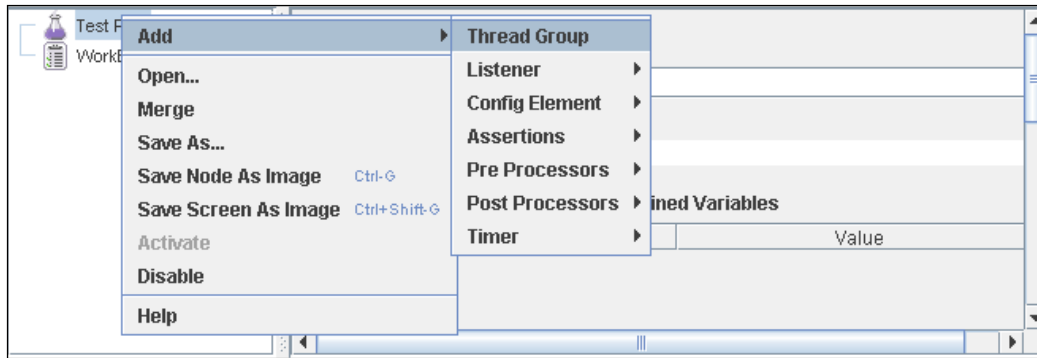 Test P
WorkB
Add
Open...
Merge
Save As...
Save Node As Image Ctrl-G
Save Screen As Image Ctrl+Shift-G
Activate
Disable
Help
Thread Group
Listener
Config Element
Assertions
Pre Processors
Post Processors
Timer
ined Variables
Value